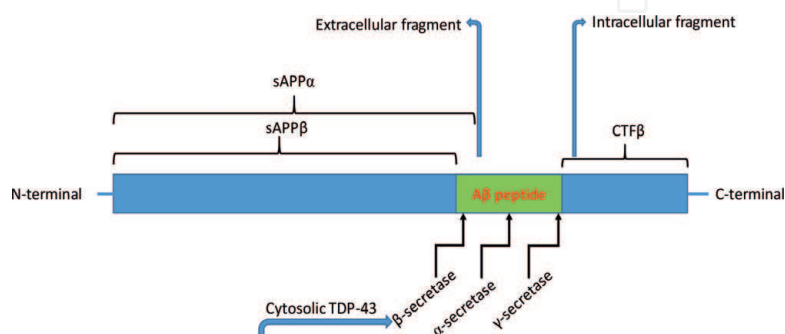 Extracellular fragment
Intracellular fragment
sAPPα
sAPPβ
CTFβ
N-terminal
Aβ peptide
C-terminal
β-secretase
α-secretase
γ-secretase
Cytosolic TDP-43